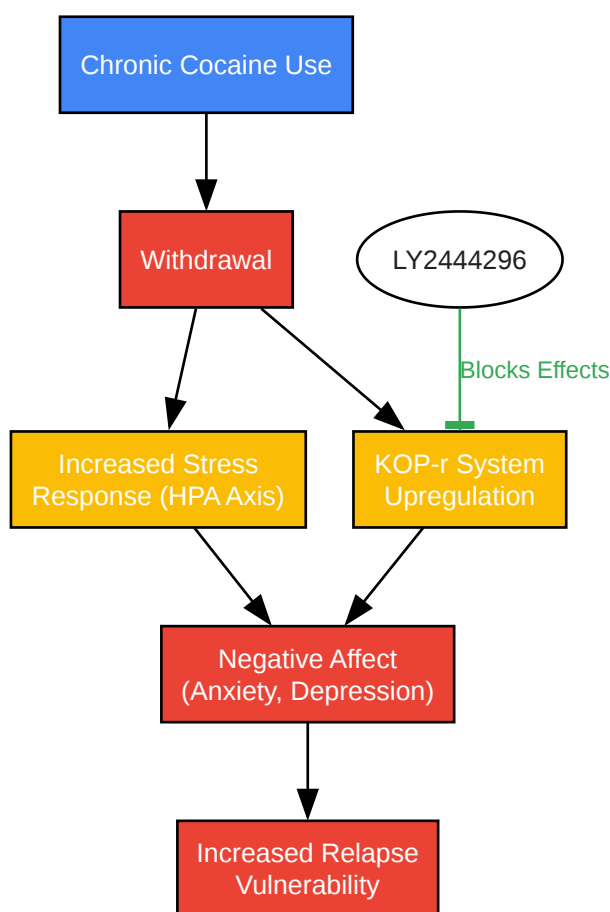 Chronic Cocaine Use
Withdrawal
LY2444296
Blocks Effects
Increased Stress
Response (HPA Axis)
KOP-r System
Upregulation
Negative Affect
(Anxiety, Depression)
Increased Relapse
Vulnerability